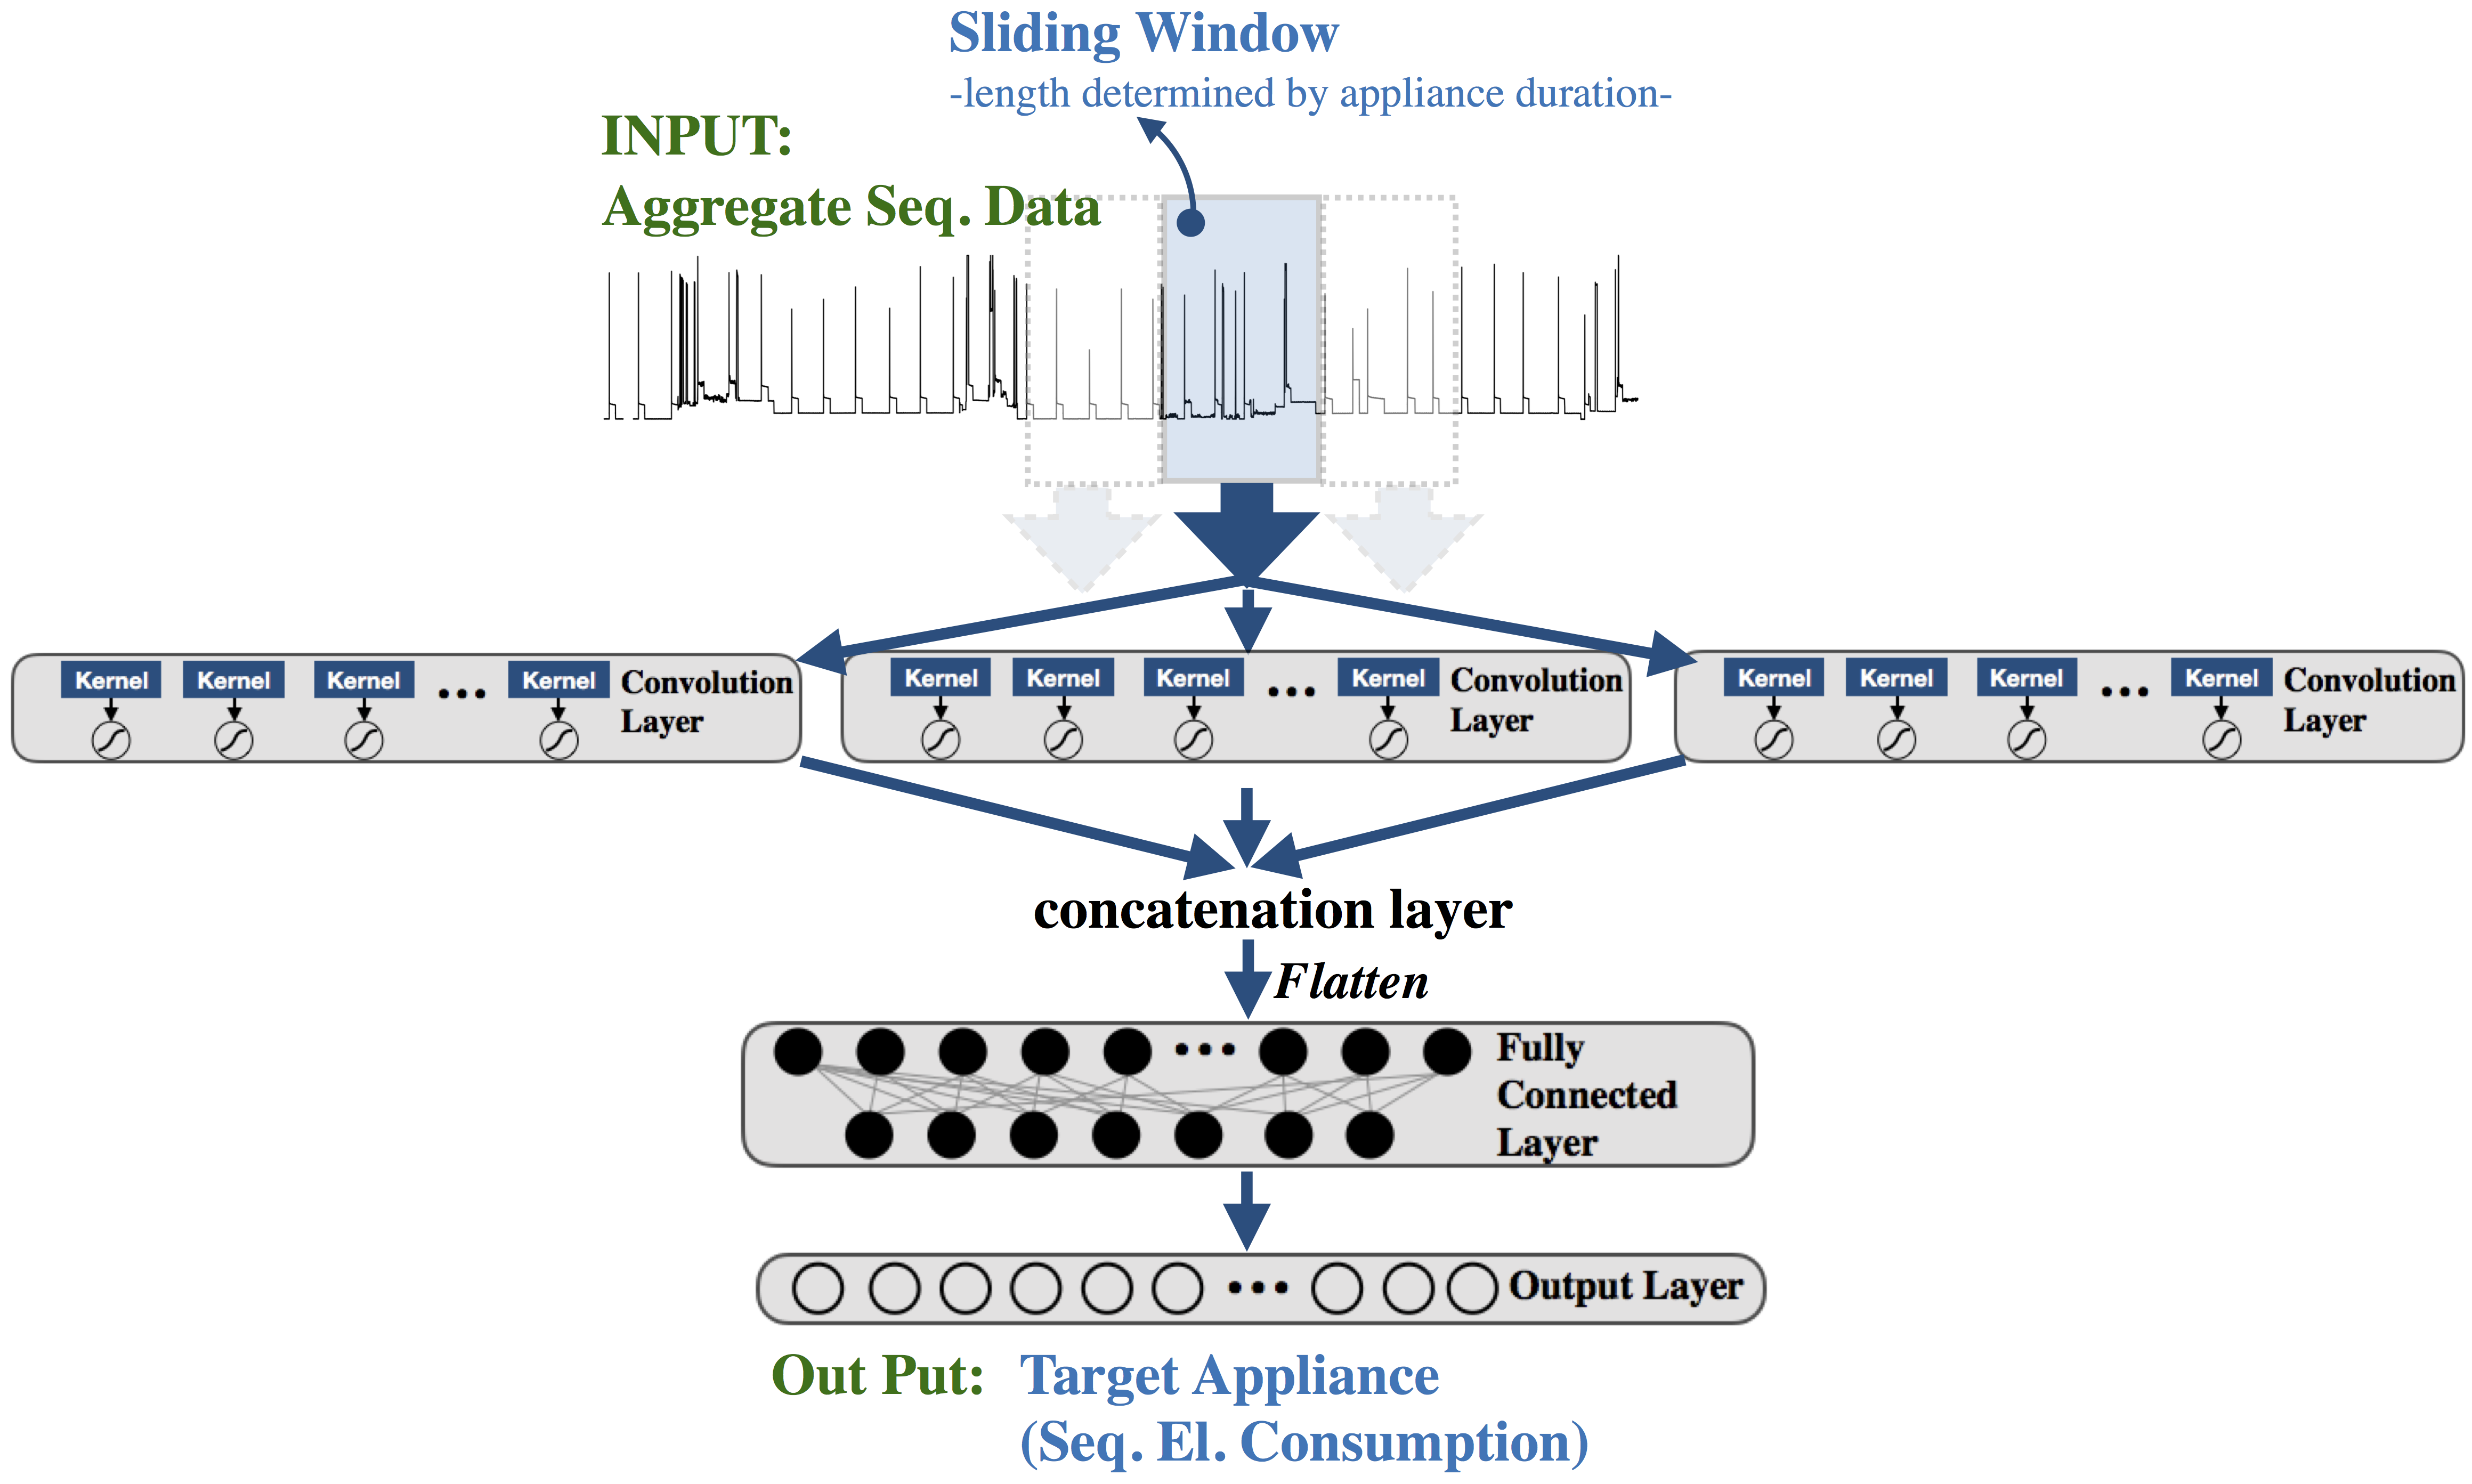 Sliding Window
-length determined by appliance duration-
INPUT:
Aggregate Seq. Data
Kernel Kernel Kernel ... Kernel Convolution
Layer
Kernel Kernel Kernel ... Kernel Convolution
Layer
Kernel Kernel Kernel ... Kernel Convolution
Layer
concatenation layer
Flatten
... Fully
Connected
Layer
... Output Layer
Out Put: Target Appliance
(Seq. El. Consumption)